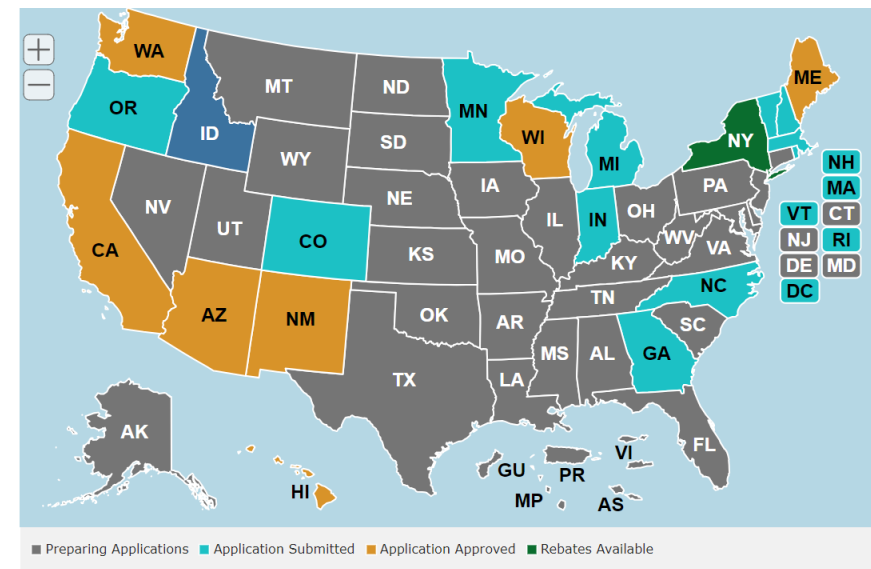 +
−
WA
ME
MT
ND
OR
MN
ID
WI
NY
SD
MI
WY
NH
IA
PA
MA
NE
NV
IL
IN
OH
VT
CT
UT
CO
WV
NJ
RI
CA
KS
MO
KY
VA
DE
MD
NC
DC
TN
AZ
NM
OK
AR
SC
MS
AL
GA
TX
LA
AK
FL
VI
GU
PR
HI
MP
AS
Preparing Applications Application Submitted Application Approved Rebates Available